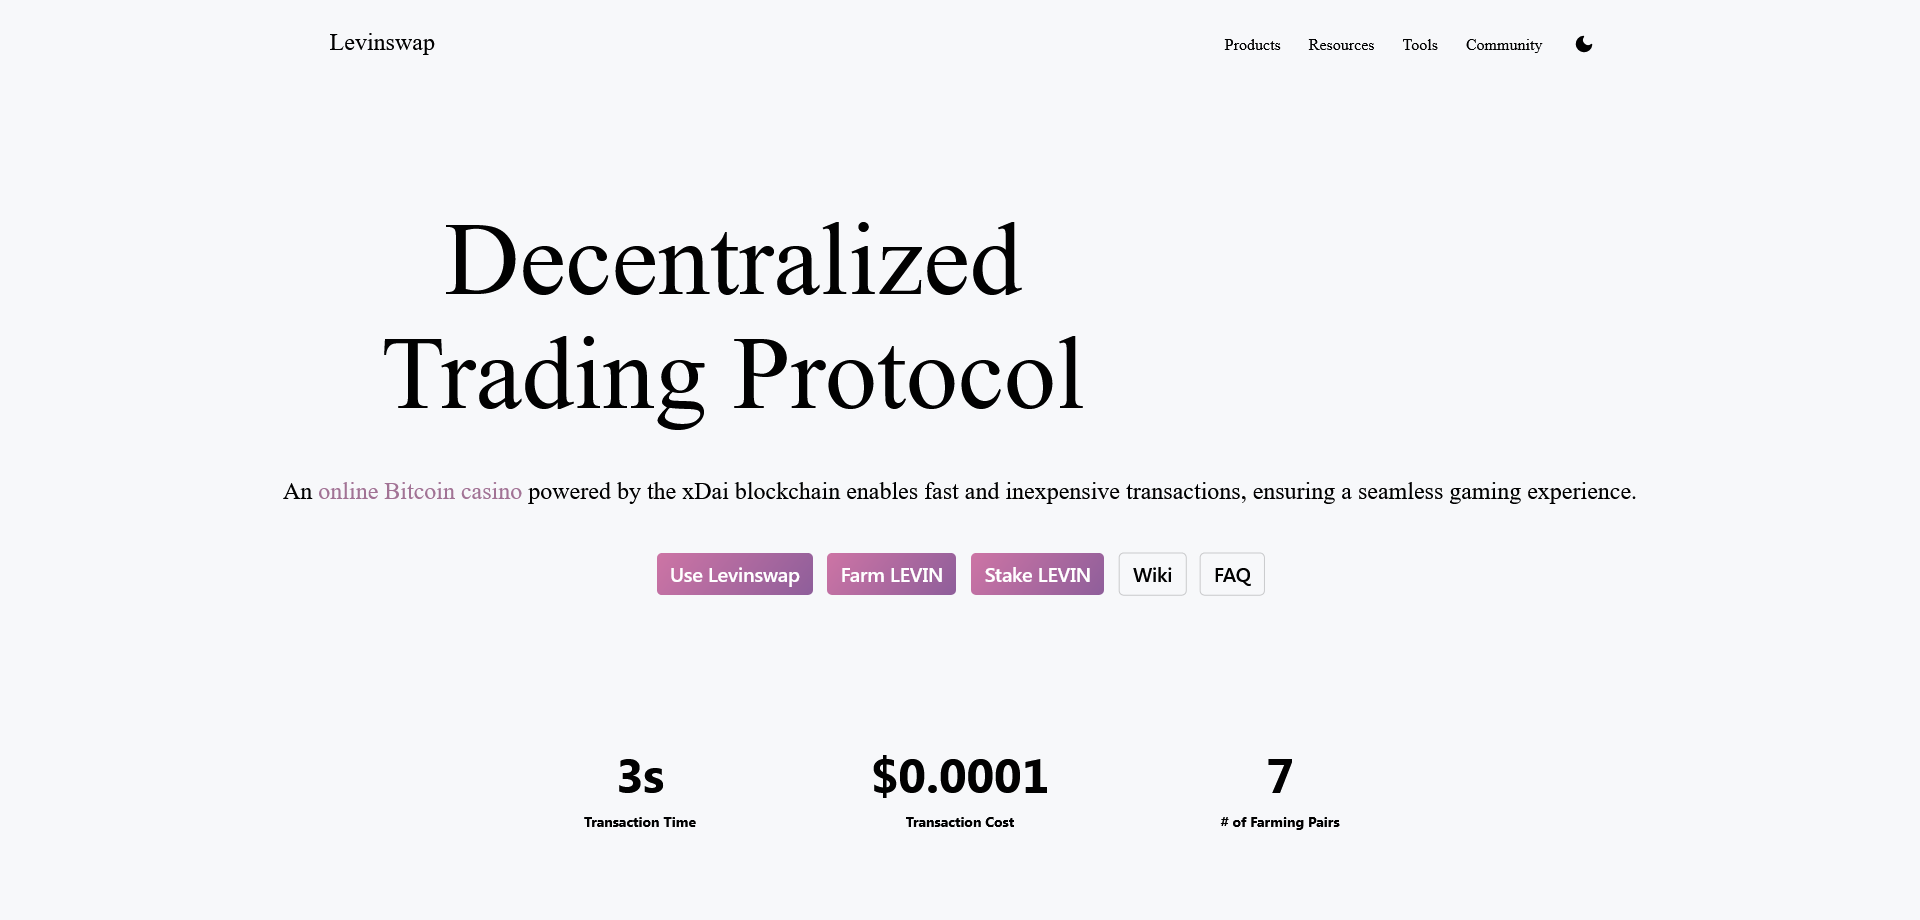 Levinswap
Products Resources Tools Community
Decentralized
Trading Protocol
An online Bitcoin casino powered by the xDai blockchain enables fast and inexpensive transactions, ensuring a seamless gaming experience.
Use Levinswap Farm LEVIN Stake LEVIN Wiki FAQ
3s $0.0001 7
Transaction Time Transaction Cost # of Farming Pairs